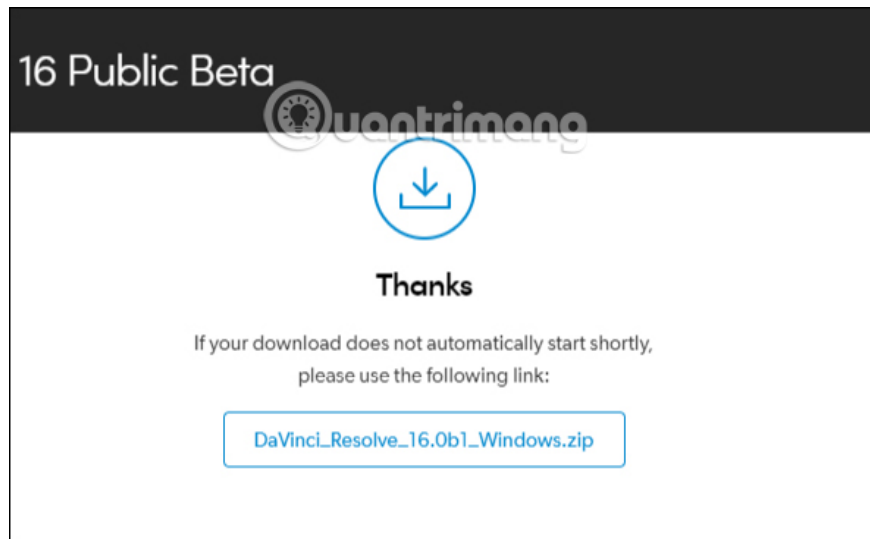 16 Public Beta
Quantrimang
Thanks
If your download does not automatically start shortly,
please use the following link:
DaVinci_Resolve_16.0b1_Windows.zip